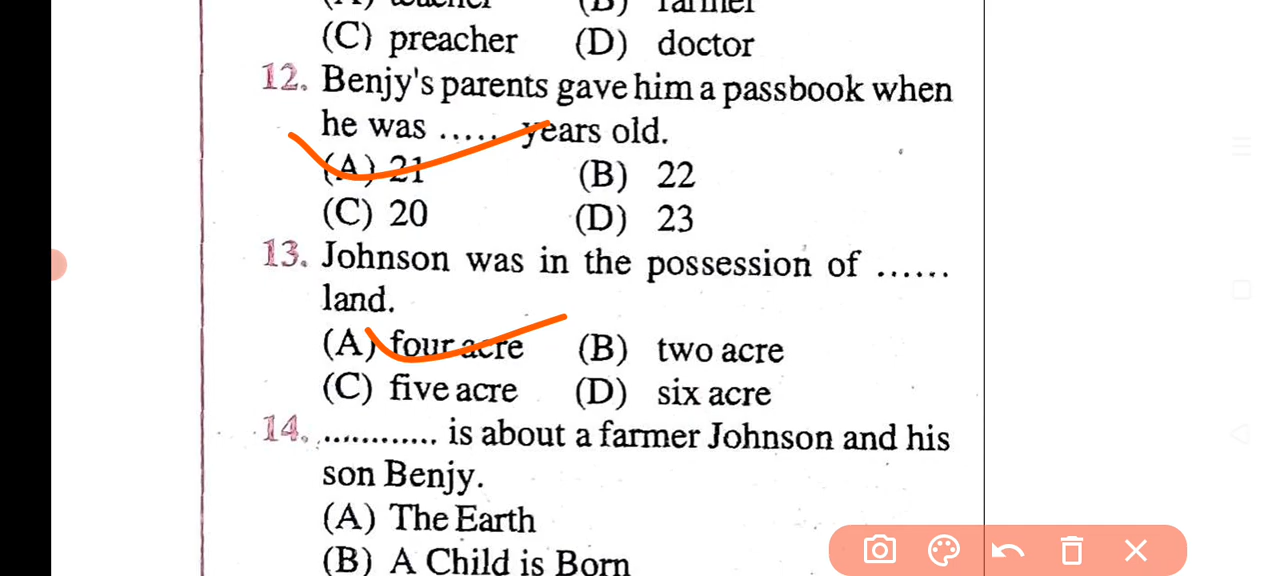 (A) teacher (B) farmer
(C) preacher (D) doctor
12. Benjy's parents gave him a passbook when
he was ..... years old.
(A) 21 (B) 22
(C) 20 (D) 23
13. Johnson was in the possession of ......
land.
(A) four acre (B) two acre
(C) five acre (D) six acre
14. ............. is about a farmer Johnson and his
son Benjy.
(A) The Earth
(B) A Child is Born